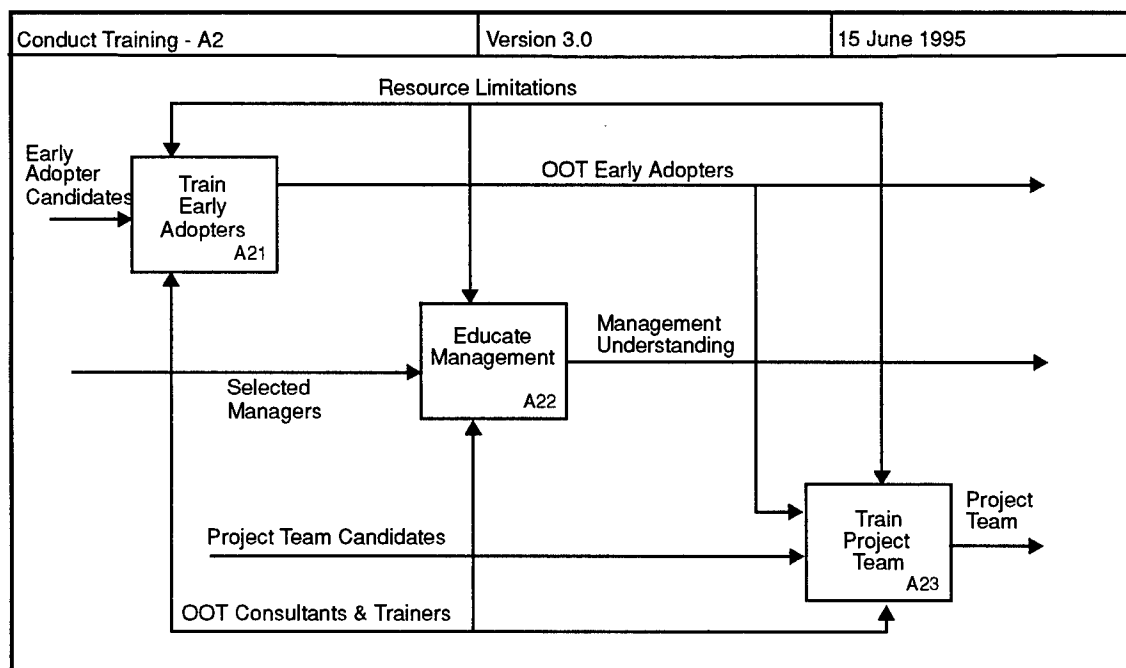 Conduct Training - A2
Version 3.0
15 June 1995
Resource Limitations
Early
Adopter
Candidates
Train
Early
Adopters
A21
OOT Early Adopters
Educate
Management
A22
Management
Understanding
Selected
Managers
Project Team Candidates
Train
Project
Team
A23
Project
Team
OOT Consultants & Trainers